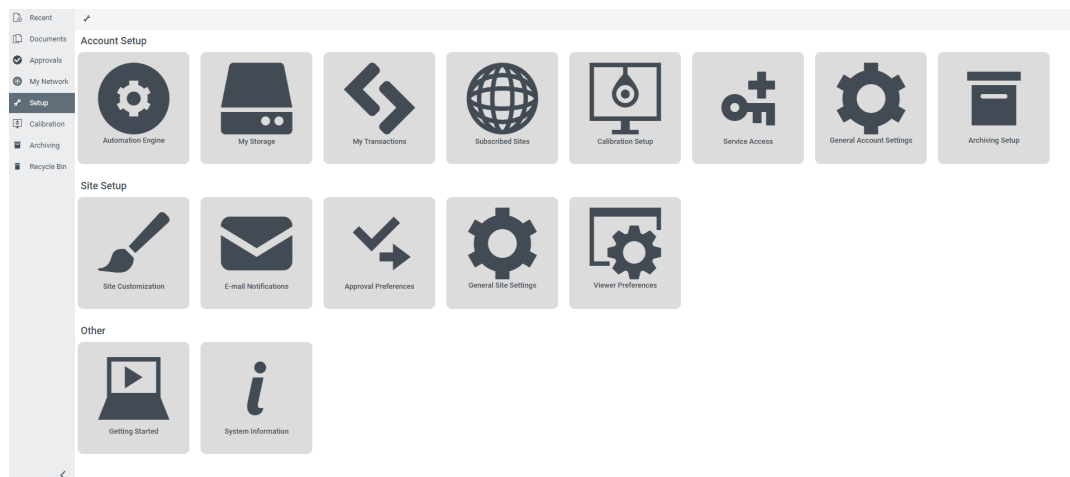 Recent
Documents
Approvals
My Network
Setup
Calibration
Archiving
Recycle Bin
Account Setup
Automation Engine
My Storage
My Transactions
Subscribed Sites
Calibration Setup
Service Access
General Account Settings
Archiving Setup
Site Setup
Site Customization
E-mail Notifications
Approval Preferences
General Site Settings
Viewer Preferences
Other
Getting Started
System Information